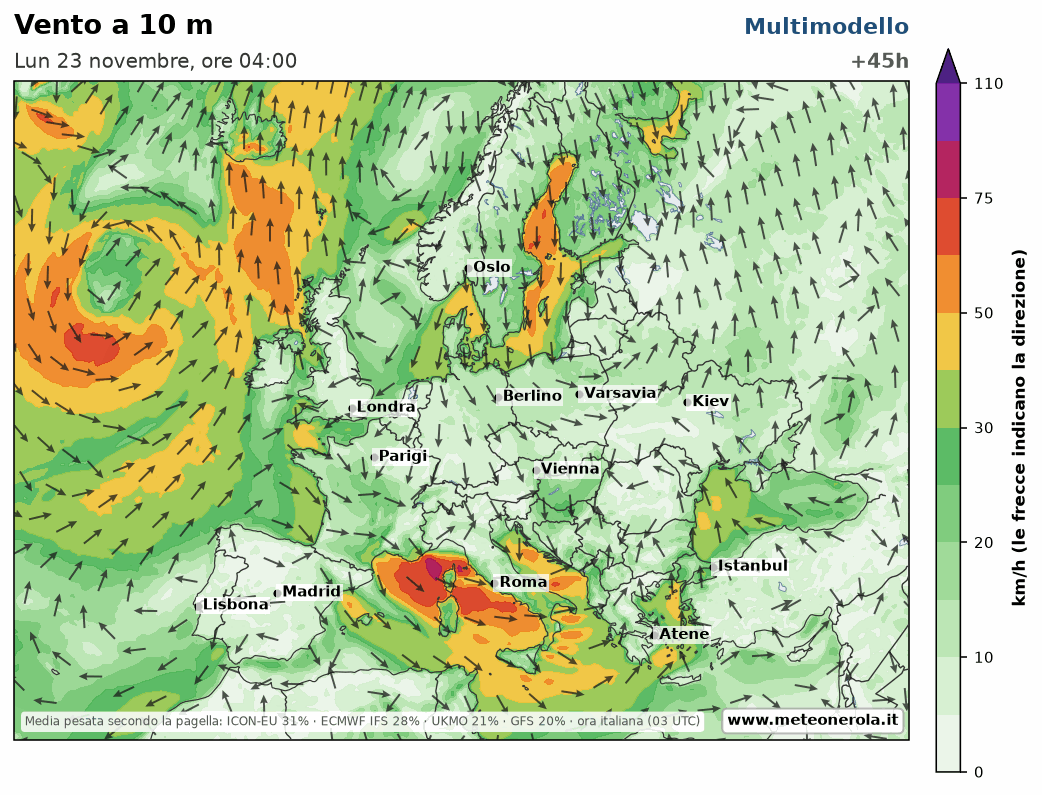 Vento a 10 m
Multimodello
Lun 23 novembre, ore 04:00
+45h
Oslo
Berlino
Varsavia
Kiev
Londra
Parigi
Vienna
Istanbul
Roma
Madrid
Lisbona
Atene
Media pesata secondo la pagella: ICON-EU 31% · ECMWF IFS 28% · UKMO 21% · GFS 20% · ora italiana (03 UTC)
www.meteonerola.it
110
75
50
30
20
10
0
km/h (le frecce indicano la direzione)